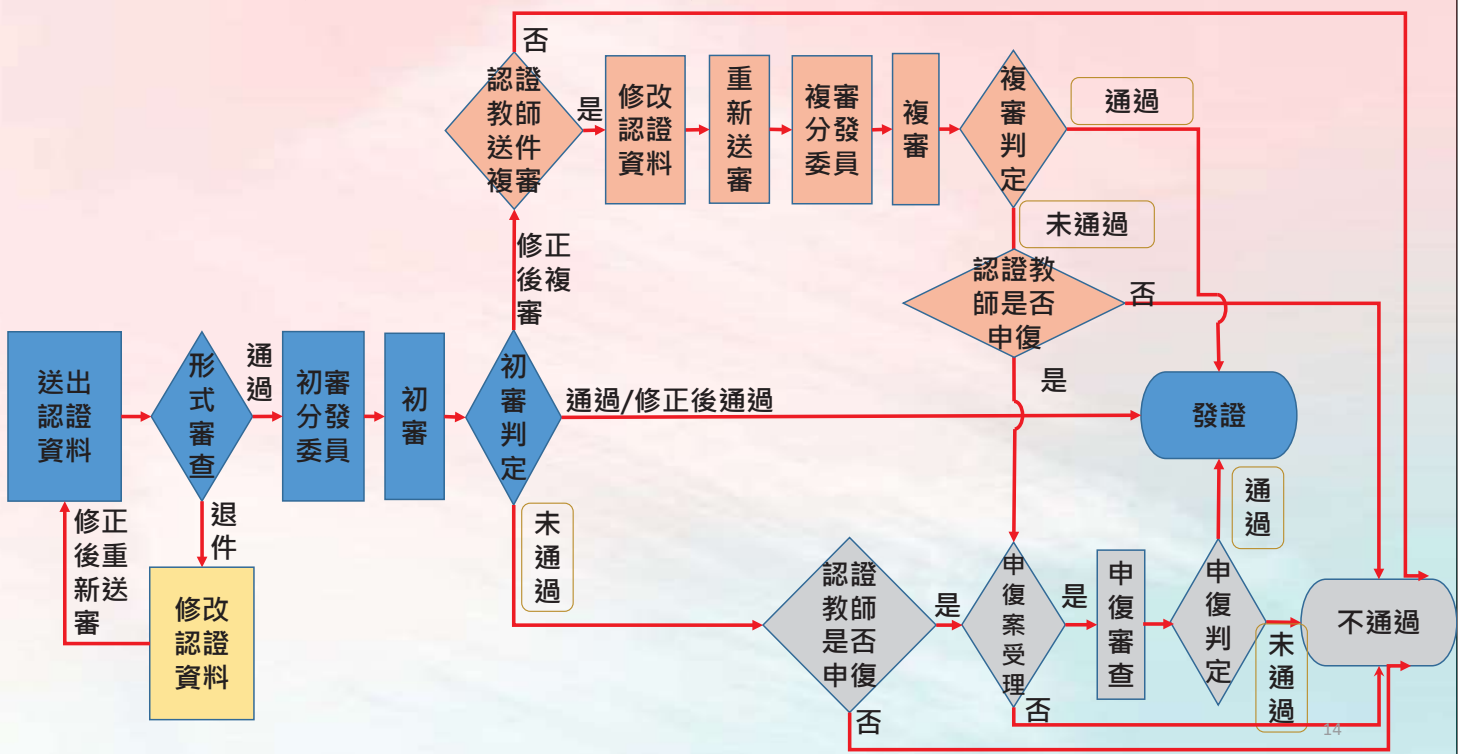 否
認證
教師
送件
複審
是
修改
認證
資料
重
新
送
審
複審
分發
委員
複
審
複
審
判
定
通過
未通過
修正
後複
審
認證教
師是否
申復
否
是
送出
認證
資料
形
式
審
查
通
過
初審
分發
委員
初
審
初
審
判
定
通過/修正後通過
發證
修正
後重
新送
審
退
件
修改
認證
資料
未
通
過
認證
教師
是否
申復
是
否
申
復
案
受
理
是
否
申
復
審
查
申
復
判
定
通
過
未
通
過
不通過
14